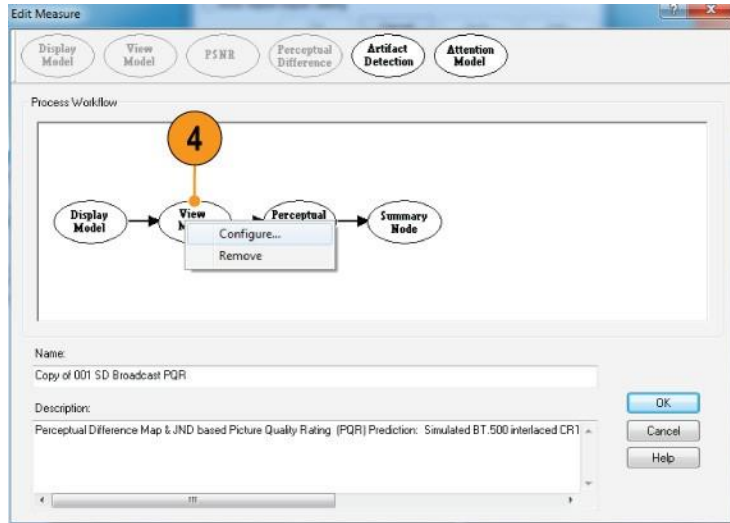 Edit Measure
Display Model
View Model
PSNR
Perceptual Difference
Artifact Detection
Attention Model
Process Workflow
4
Display Model
View
Perceptual
Summary Node
Configure...
Remove
Name:
Copy of 001 SD Broadcast PQR
Description:
Perceptual Difference Map & JND based Picture Quality Rating (PQR) Prediction: Simulated BT.500 interlaced CRT
OK
Cancel
Help